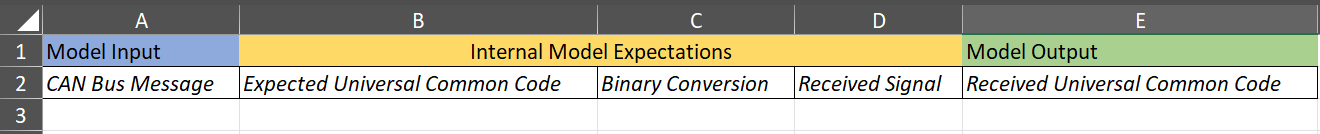 A B C D E
1 Model Input Internal Model Expectations Model Output
2 CAN Bus Message Expected Universal Common Code Binary Conversion Received Signal Received Universal Common Code
3